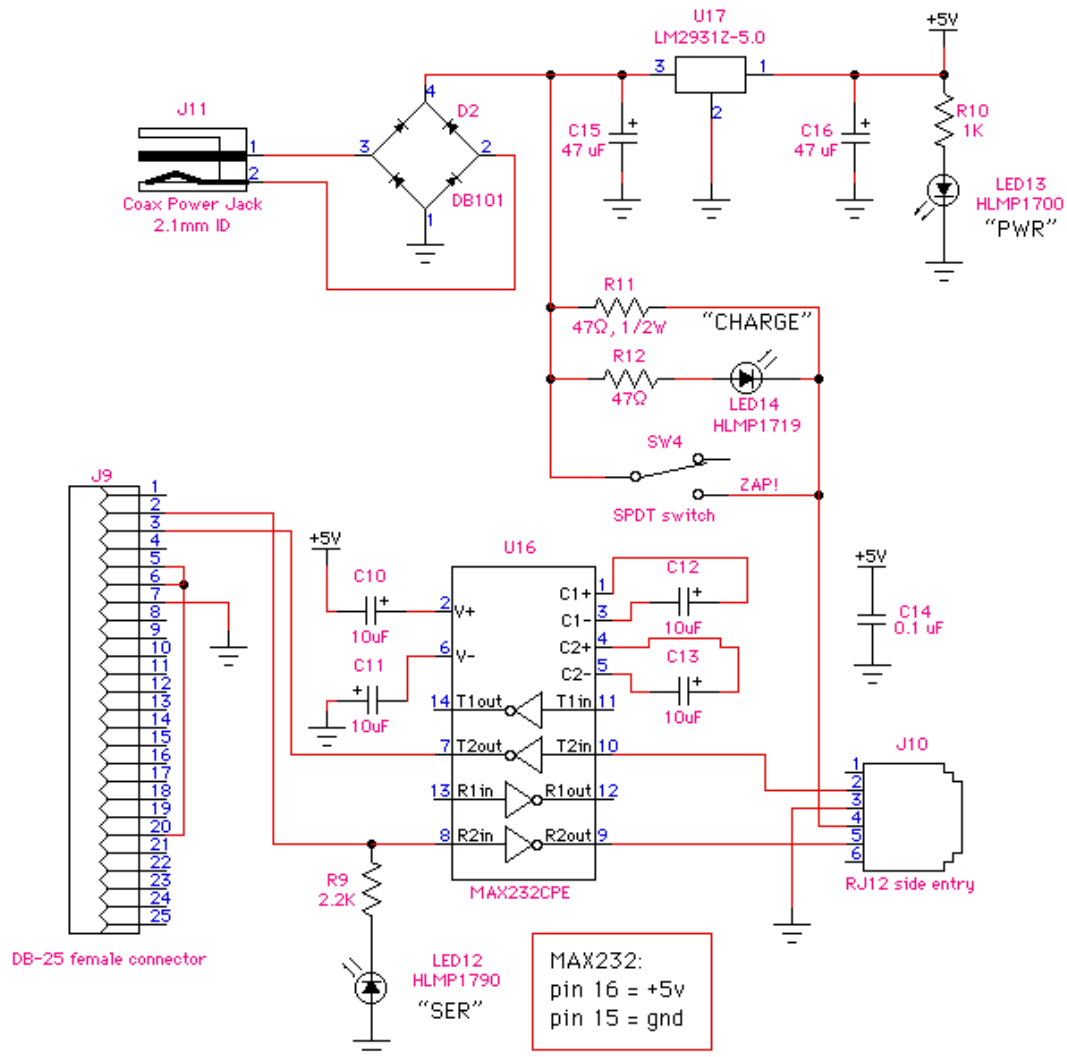 U17
LM2931Z-5.0
+5V
3
1
2
J11
1
2
Coax Power Jack
2.1mm ID
4
D2
3
2
DB101
1
C15
+
47 uF
C16
+
47 uF
R10
1K
LED13
HLMP1700
“PWR”
R11
47Ω, 1/2W
“CHARGE”
R12
47Ω
LED14
HLMP1719
SW4
ZAP!
SPDT switch
J9
1
2
3
4
5
6
7
8
9
10
11
12
13
14
15
16
17
18
19
20
21
22
23
24
25
DB-25 female connector
+5V
C10
+
10uF
C11
+
10uF
U16
2 V+
6 V-
C1+ 1
C1- 3
C2+ 4
C2- 5
14 T1out T1in 11
7 T2out T2in 10
13 R1in R1out 12
8 R2in R2out 9
MAX232CPE
C12
+
10uF
C13
+
10uF
+5V
C14
0.1 uF
J10
1
2
3
4
5
6
RJ12 side entry
R9
2.2K
LED12
HLMP1790
“SER”
MAX232:
pin 16 = +5v
pin 15 = gnd